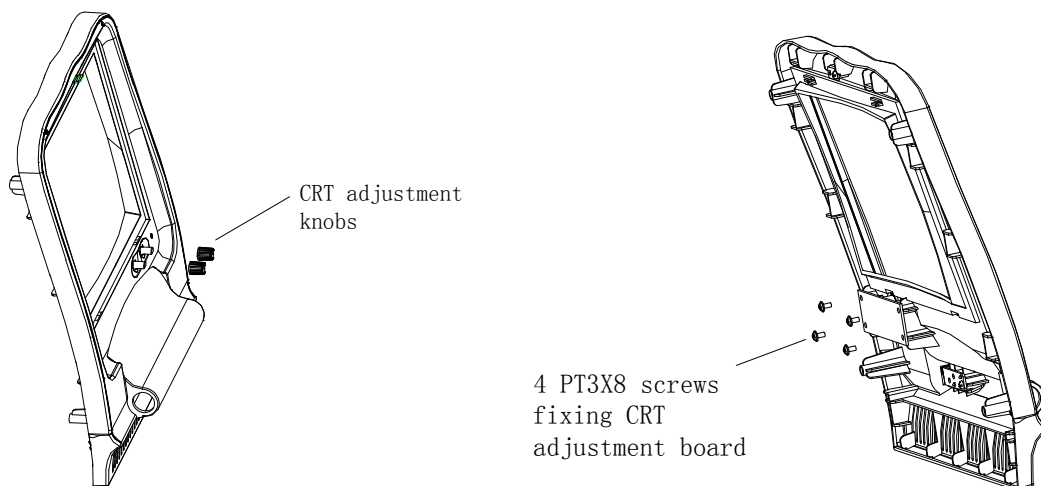 CRT adjustment
knobs
4 PT3X8 screws
fixing CRT
adjustment board